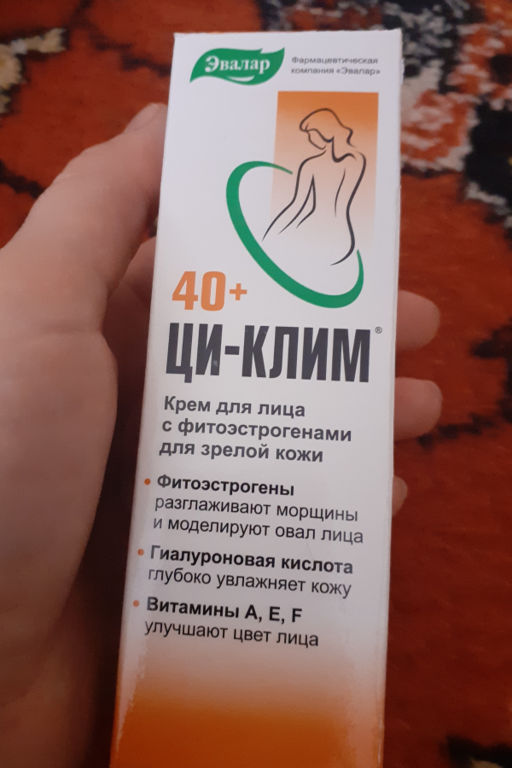 Эвалар
Фармацевтическая
компания «Эвалар»
40+
ЦИ-КЛИМ®
Крем для лица
с фитоэстрогенами
для зрелой кожи
• Фитоэстрогены
разглаживают морщины
и моделируют овал лица
• Гиалуроновая кислота
глубоко увлажняет кожу
• Витамины А, Е, F
улучшают цвет лица